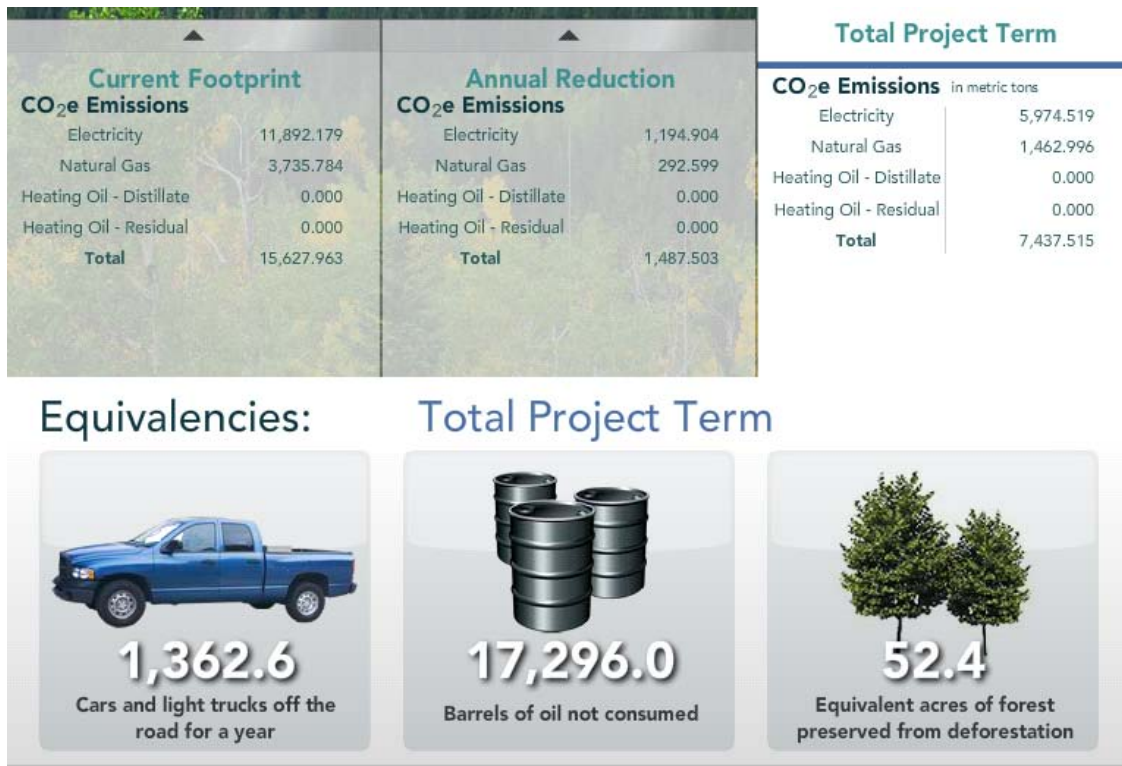 Current Footprint
CO2e Emissions
Electricity 11,892.179
Natural Gas 3,735.784
Heating Oil - Distillate 0.000
Heating Oil - Residual 0.000
Total 15,627.963
Annual Reduction
CO2e Emissions
Electricity 1,194.904
Natural Gas 292.599
Heating Oil - Distillate 0.000
Heating Oil - Residual 0.000
Total 1,487.503
Total Project Term
CO2e Emissions in metric tons
Electricity 5,974.519
Natural Gas 1,462.996
Heating Oil - Distillate 0.000
Heating Oil - Residual 0.000
Total 7,437.515
Equivalencies: Total Project Term
1,362.6
Cars and light trucks off the
road for a year
17,296.0
Barrels of oil not consumed
52.4
Equivalent acres of forest
preserved from deforestation